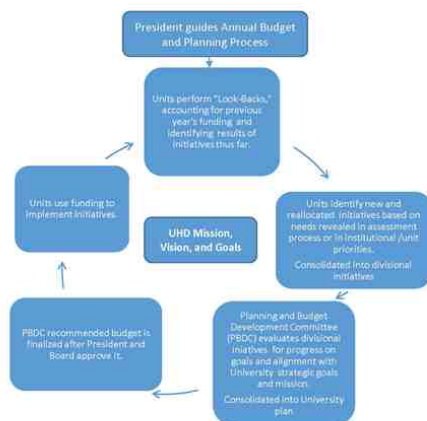 President guides Annual Budget
and Planning Process
Units perform "Look-Backs,"
accounting for previous
year's funding and
identifying results of
initiatives thus far.
Units identify new and
reallocated initiatives based on
needs revealed in assessment
process or in institutional /unit
priorities.
Consolidated into divisional
initiatives
Planning and Budget
Development Committee
(PBDC) evaluates divisional
iniatives for progress on
goals and alignment with
University strategic goals
and mission.
Consolidated into University
plan
PBDC recommended budget is
finalized after President and
Board approve it.
Units use funding to
implement initiatives.
UHD Mission,
Vision, and Goals